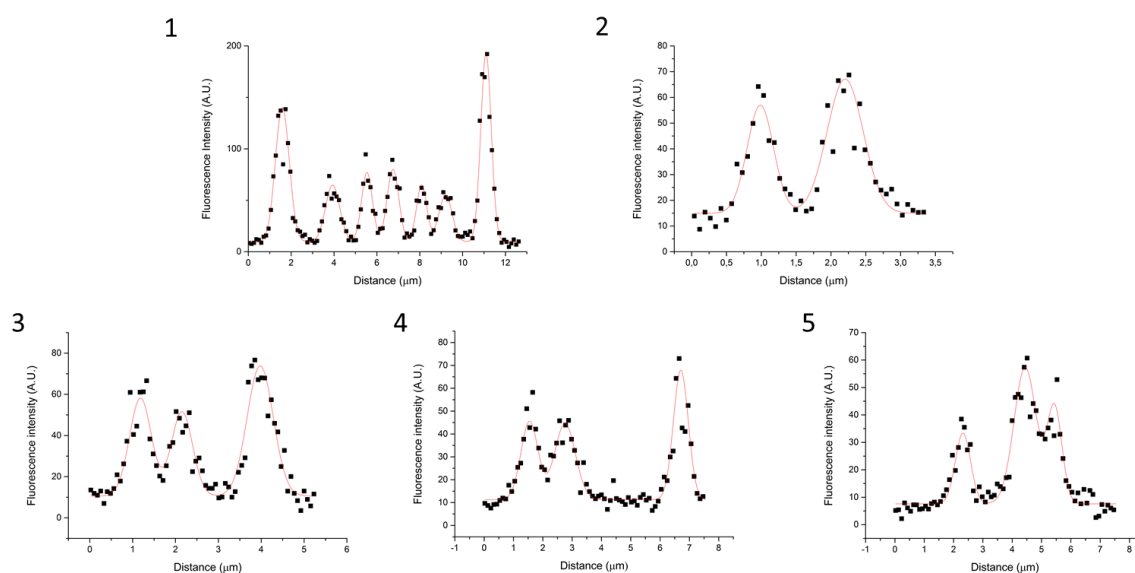 1
Fluorescence Intensity (A.U.)
200
100
0
0 2 4 6 8 10 12
Distance (μm)
2
Fluorescence intensity (A.U.)
80
70
60
50
40
30
20
10
0
0,0 0,5 1,0 1,5 2,0 2,5 3,0 3,5
Distance (μm)
3
Fluorescence intensity (A.U.)
80
60
40
20
0
0 1 2 3 4 5 6
Distance (μm)
4
Fluorescence intensity (A.U.)
80
70
60
50
40
30
20
10
0
-1 0 1 2 3 4 5 6 7 8
Distance (μm)
5
Fluorescence intensity (A.U.)
70
60
50
40
30
20
10
0
-1 0 1 2 3 4 5 6 7 8
Distance (μm)